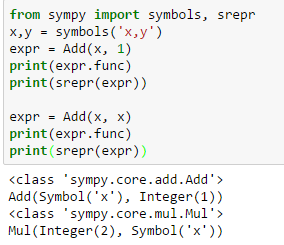 from sympy import symbols, srepr
x,y = symbols('x,y')
expr = Add(x, 1)
print(expr.func)
print(srepr(expr))
expr = Add(x, x)
print(expr.func)
print(srepr(expr))
<class 'sympy.core.add.Add'>
Add(Symbol('x'), Integer(1))
<class 'sympy.core.mul.Mul'>
Mul(Integer(2), Symbol('x'))